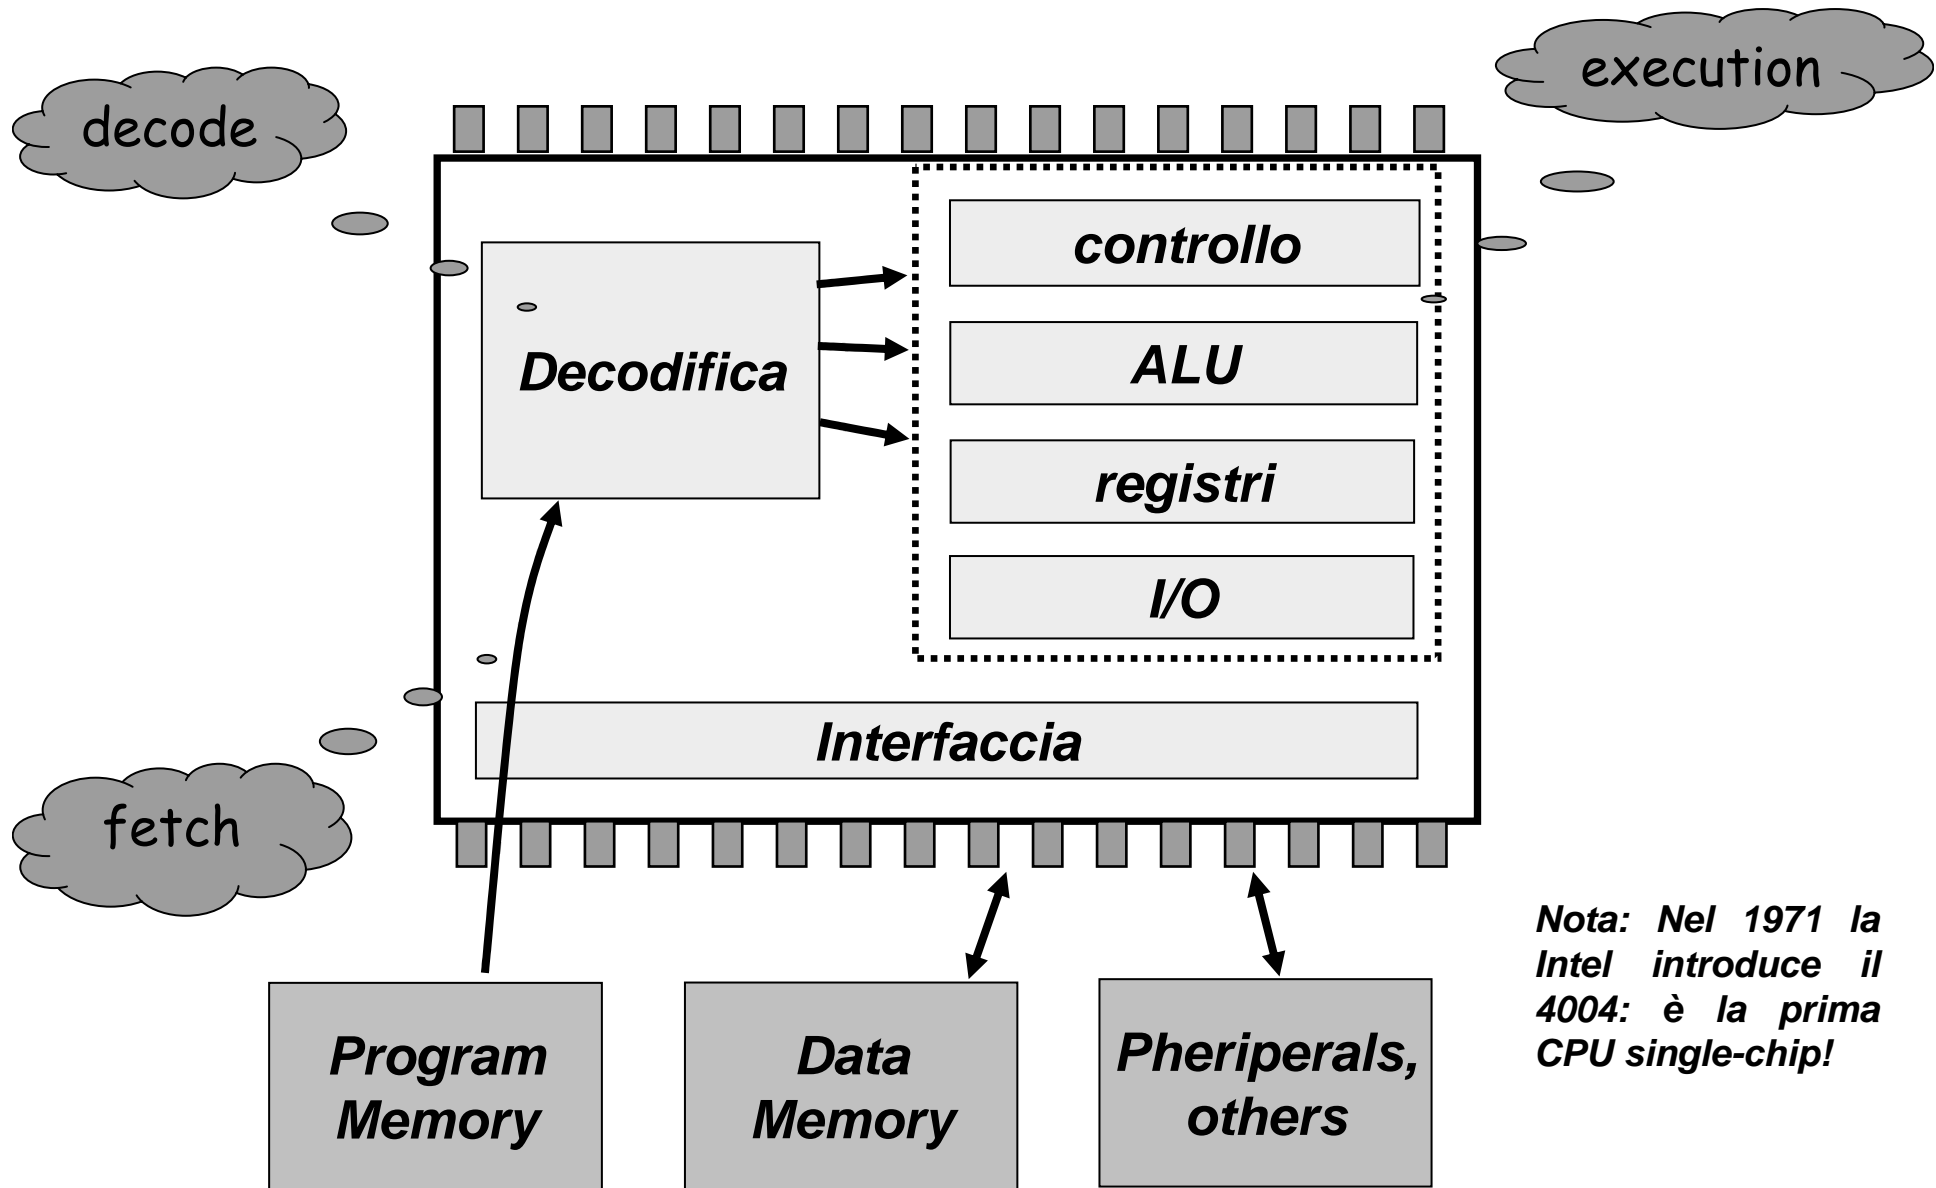 execution
decode
controllo
Decodifica
ALU
registri
I/O
Interfaccia
fetch
Program
Memory
Data
Memory
Pheriperals,
others
Nota: Nel 1971 la
Intel introduce il
4004: è la prima
CPU single-chip!